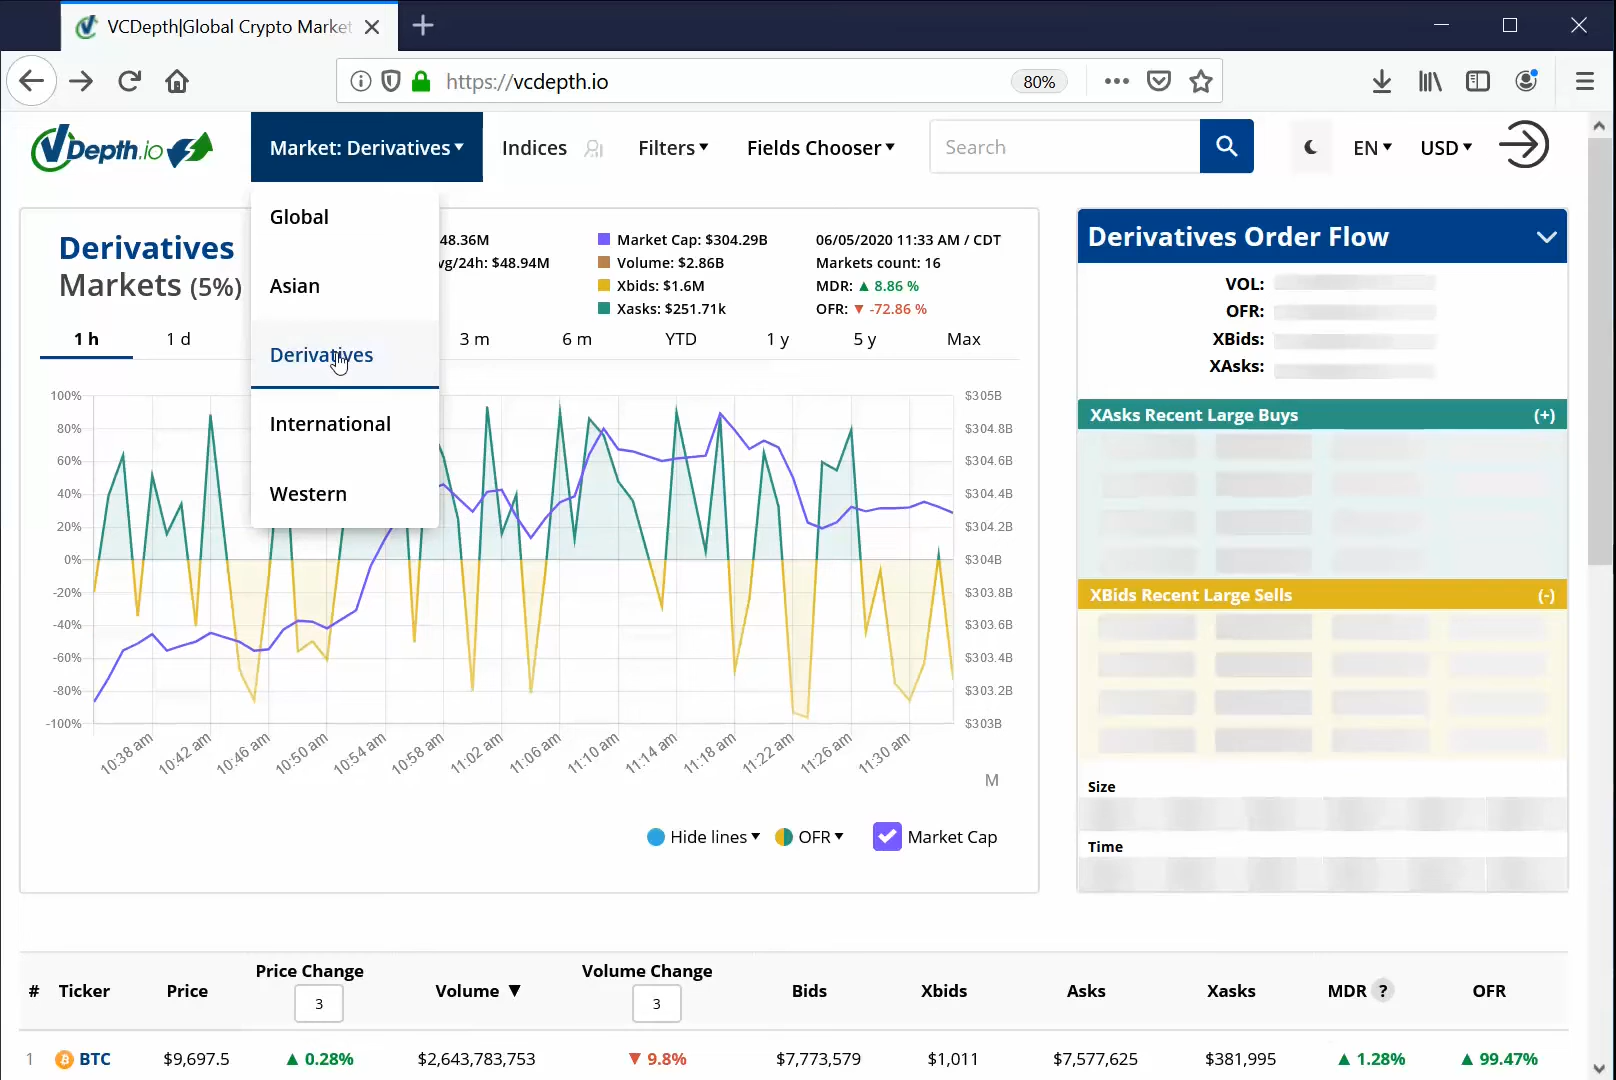 VCDepth|Global Crypto Market
https://vcdepth.io
80%
VDepth.io
Market: Derivatives
Indices
Filters
Fields Chooser
Search
EN
USD
Global
Asian
Derivatives
International
Western
Derivatives
Markets (5%)
48.36M
vg/24h: $48.94M
Market Cap: $304.29B
Volume: $2.86B
Xbids: $1.6M
Xasks: $251.71k
06/05/2020 11:33 AM / CDT
Markets count: 16
MDR: ▲ 8.86 %
OFR: ▼ -72.86 %
1 h
1 d
3 m
6 m
YTD
1 y
5 y
Max
100%
80%
60%
40%
20%
0%
-20%
-40%
-60%
-80%
-100%
$305B
$304.8B
$304.6B
$304.4B
$304.2B
$304B
$303.8B
$303.6B
$303.4B
$303.2B
$303B
10:38 am
10:42 am
10:46 am
10:50 am
10:54 am
10:58 am
11:02 am
11:06 am
11:10 am
11:14 am
11:18 am
11:22 am
11:26 am
11:30 am
M
Hide lines
OFR
Market Cap
Derivatives Order Flow
VOL:
OFR:
XBids:
XAsks:
XAsks Recent Large Buys (+)
XBids Recent Large Sells (-)
Size
Time
# Ticker Price Price Change 3 Volume ▼ Volume Change 3 Bids Xbids Asks Xasks MDR ? OFR
1 BTC $9,697.5 ▲ 0.28% $2,643,783,753 ▼ 9.8% $7,773,579 $1,011 $7,577,625 $381,995 ▲ 1.28% ▲ 99.47%